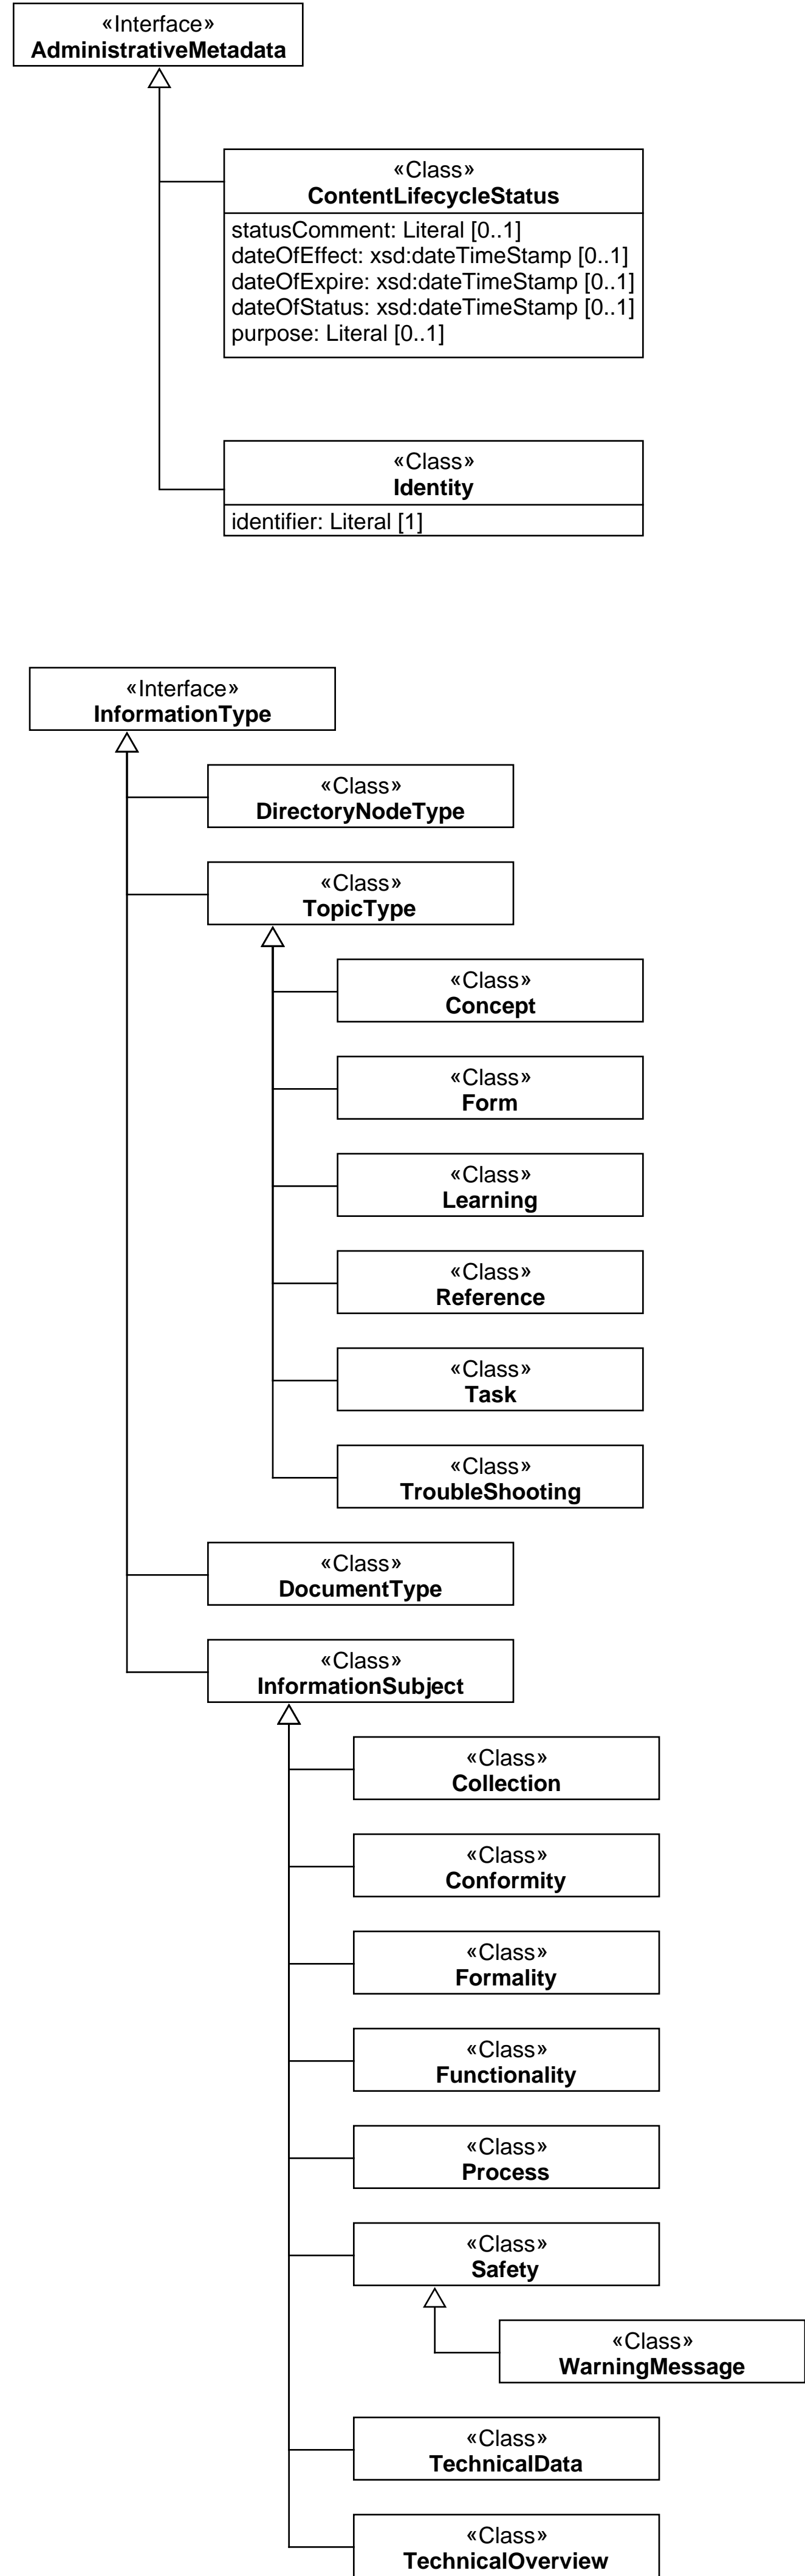 «Interface»
AdministrativeMetadata
«Class»
ContentLifecycleStatus
statusComment: Literal [0..1]
dateOfEffect: xsd:dateTimeStamp [0..1]
dateOfExpire: xsd:dateTimeStamp [0..1]
dateOfStatus: xsd:dateTimeStamp [0..1]
purpose: Literal [0..1]
«Class»
Identity
identifier: Literal [1]
«Interface»
InformationType
«Class»
DirectoryNodeType
«Class»
TopicType
«Class»
Concept
«Class»
Form
«Class»
Learning
«Class»
Reference
«Class»
Task
«Class»
TroubleShooting
«Class»
DocumentType
«Class»
InformationSubject
«Class»
Collection
«Class»
Conformity
«Class»
Formality
«Class»
Functionality
«Class»
Process
«Class»
Safety
«Class»
WarningMessage
«Class»
TechnicalData
«Class»
TechnicalOverview